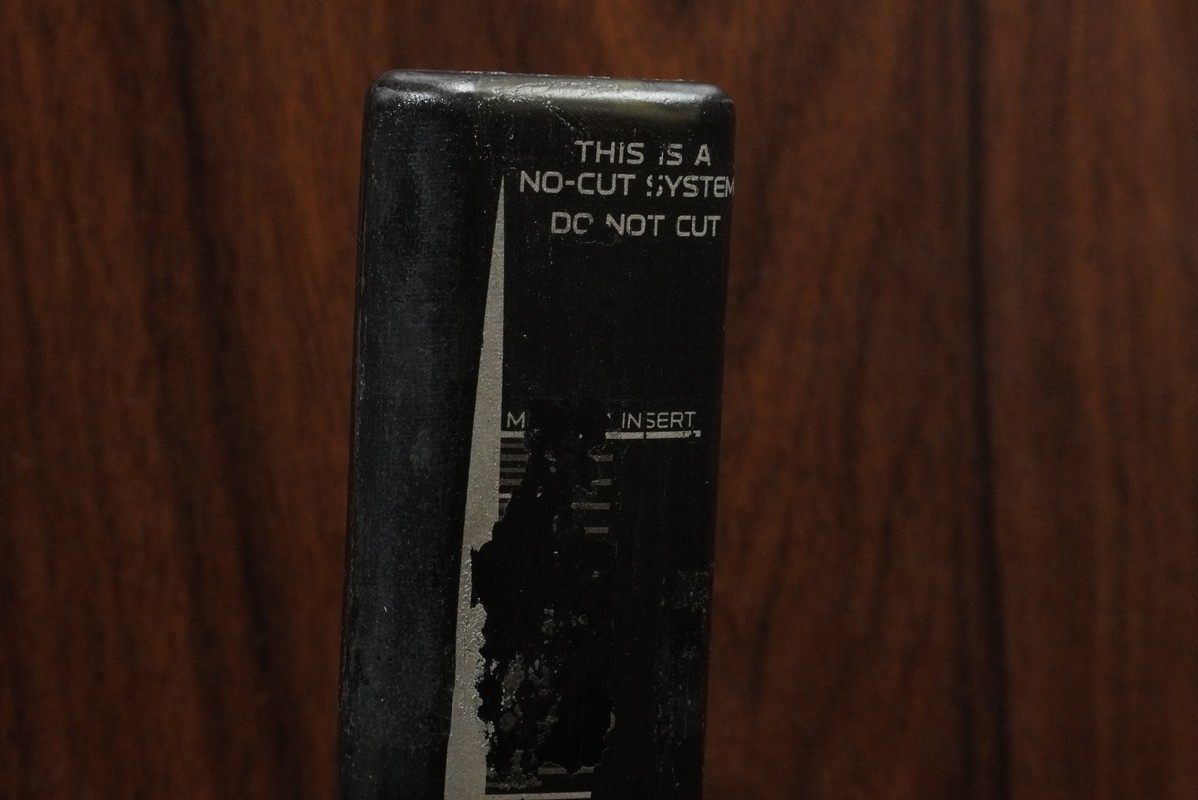 THIS IS A
NO-CUT SYSTEM
DO NOT CUT
INSERT